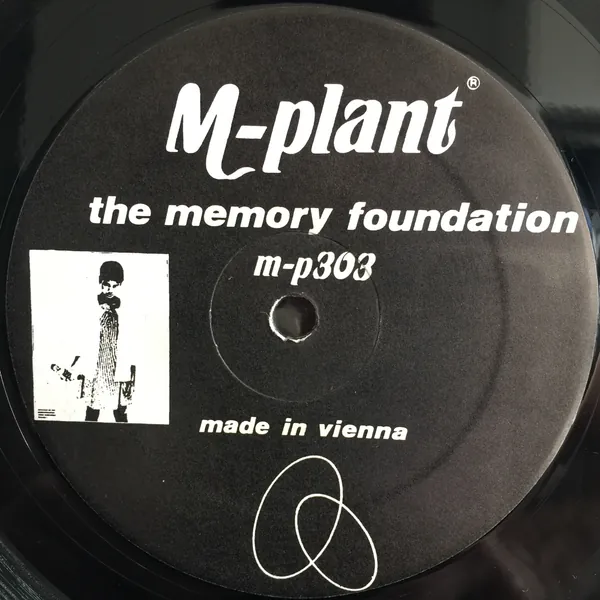 M-plant®
the memory foundation
m-p303
made in vienna